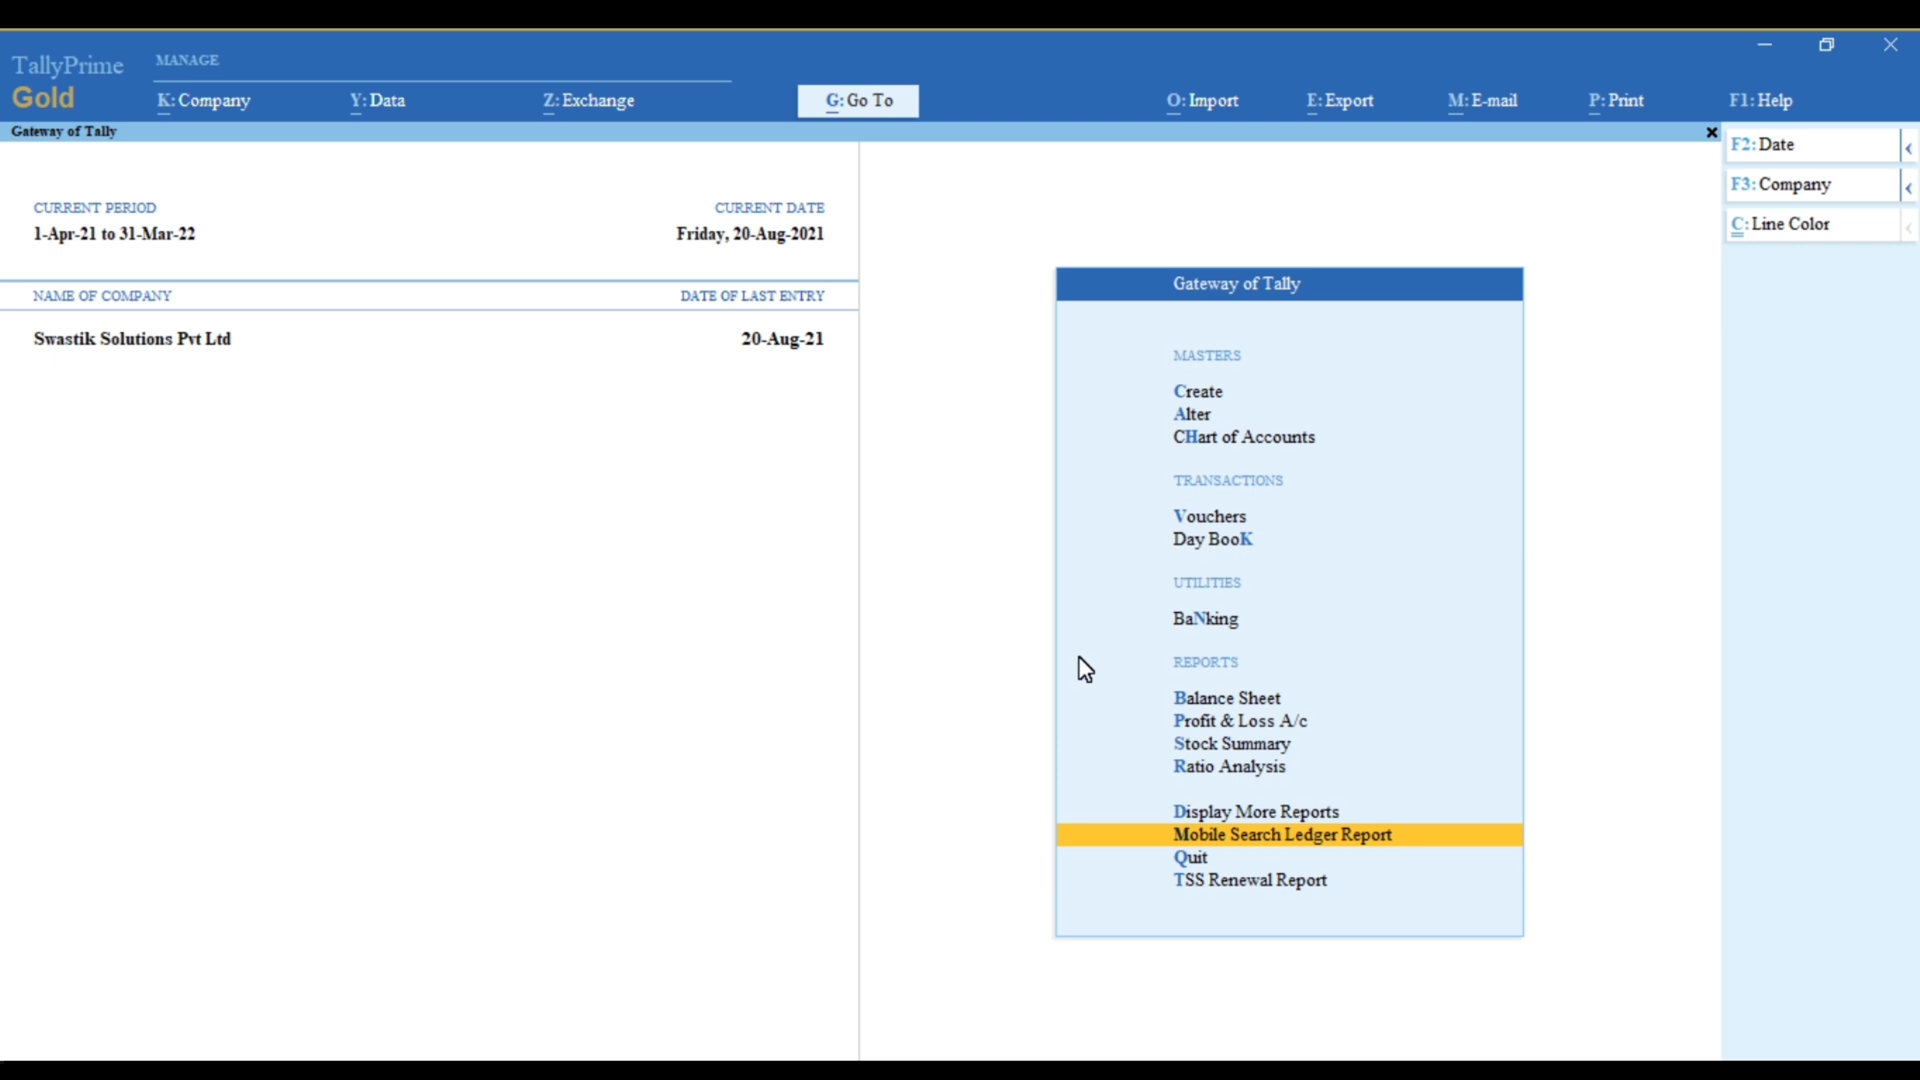 TallyPrime
Gold
MANAGE
K: Company
Y: Data
Z: Exchange
G: Go To
O: Import
E: Export
M: E-mail
P: Print
F1: Help
Gateway of Tally
F2: Date
F3: Company
C: Line Color
CURRENT PERIOD
CURRENT DATE
1-Apr-21 to 31-Mar-22
Friday, 20-Aug-2021
NAME OF COMPANY
DATE OF LAST ENTRY
Swastik Solutions Pvt Ltd
20-Aug-21
Gateway of Tally
MASTERS
Create
Alter
CHart of Accounts
TRANSACTIONS
Vouchers
Day BooK
UTILITIES
BaNking
REPORTS
Balance Sheet
Profit & Loss A/c
Stock Summary
Ratio Analysis
Display More Reports
Mobile Search Ledger Report
Quit
TSS Renewal Report